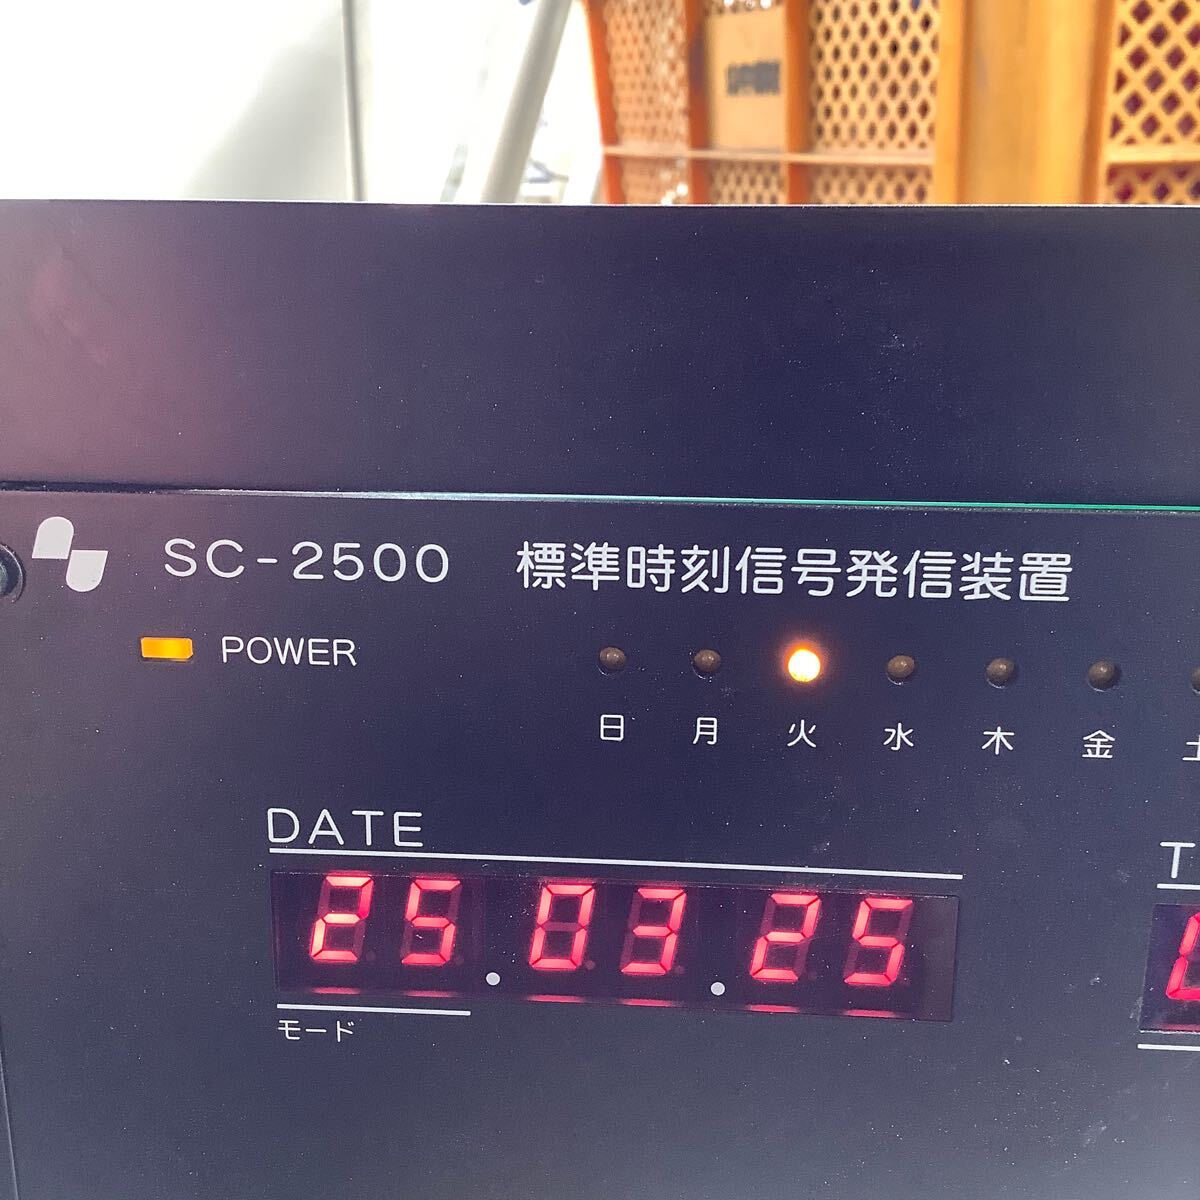 SC-2500 標準時刻信号発信装置
POWER
日 月 火 水 木 金
DATE
25.03.25
モード